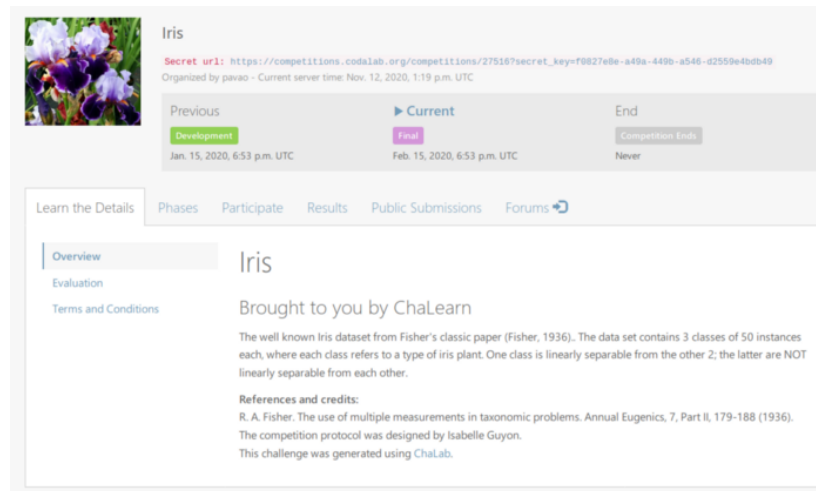 Iris
Secret url: https://competitions.codalab.org/competitions/27516?secret_key=f0827e8e-a49a-449b-a546-d2559e4bdb49
Organized by pavao - Current server time: Nov. 12, 2020, 1:19 p.m. UTC
Previous
Development
Jan. 15, 2020, 6:53 p.m. UTC
Current
Final
Feb. 15, 2020, 6:53 p.m. UTC
End
Competition Ends
Never
Learn the Details Phases Participate Results Public Submissions Forums
Overview
Evaluation
Terms and Conditions
Iris
Brought to you by ChaLearn
The well known Iris dataset from Fisher's classic paper (Fisher, 1936).. The data set contains 3 classes of 50 instances
each, where each class refers to a type of iris plant. One class is linearly separable from the other 2; the latter are NOT
linearly separable from each other.
References and credits:
R. A. Fisher. The use of multiple measurements in taxonomic problems. Annual Eugenics, 7, Part II, 179-188 (1936).
The competition protocol was designed by Isabelle Guyon.
This challenge was generated using ChaLab.